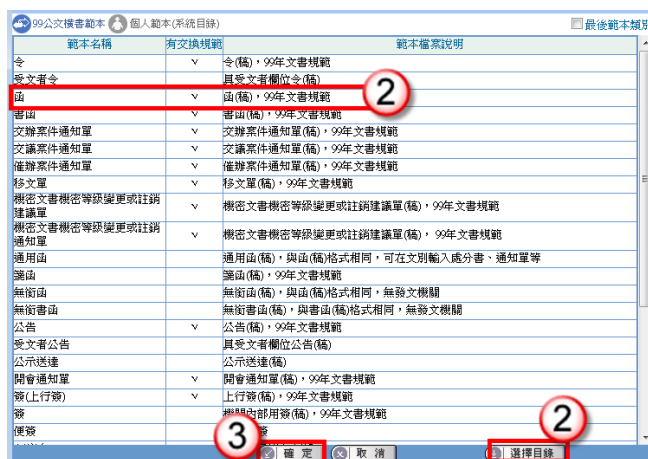 99公文橫書範本 個人範本(系統目錄) 最後範本類別
範本名稱 有交換規範 範本檔案說明
令 v 令(稿)，99年文書規範
受文者令 具受文者欄位令(稿)
函 v 函(稿)，99年文書規範 2
書函 v 書函(稿)，99年文書規範
交辦案件通知單 v 交辦案件通知單(稿)，99年文書規範
交議案件通知單 v 交議案件通知單(稿)，99年文書規範
催辦案件通知單 v 催辦案件通知單(稿)，99年文書規範
移文單 v 移文單(稿)，99年文書規範
機密文書機密等級變更或註銷
建議單 v 機密文書機密等級變更或註銷建議單(稿)，99年文書規範
機密文書機密等級變更或註銷
通知單 v 機密文書機密等級變更或註銷建議單(稿)， 99年文書規範
通用函 通用函(稿)，與函(稿)格式相同，可在文別輸入處分書、通知單等
箋函 箋函(稿)，99年文書規範
無銜函 無銜函(稿)，與函(稿)格式相同，無發文機關
無銜書函 無銜書函(稿)，與書函(稿)格式相同，無發文機關
公告 v 公告(稿)，99年文書規範
受文者公告 具受文者欄位公告(稿)
公示送達 公示送達(稿)
開會通知單 v 開會通知單(稿)，99年文書規範
簽(上行簽) v 上行簽(稿)，99年文書規範
簽 機關內部用簽(稿)，99年文書規範
便簽
3 確定 取消 2 選擇目錄